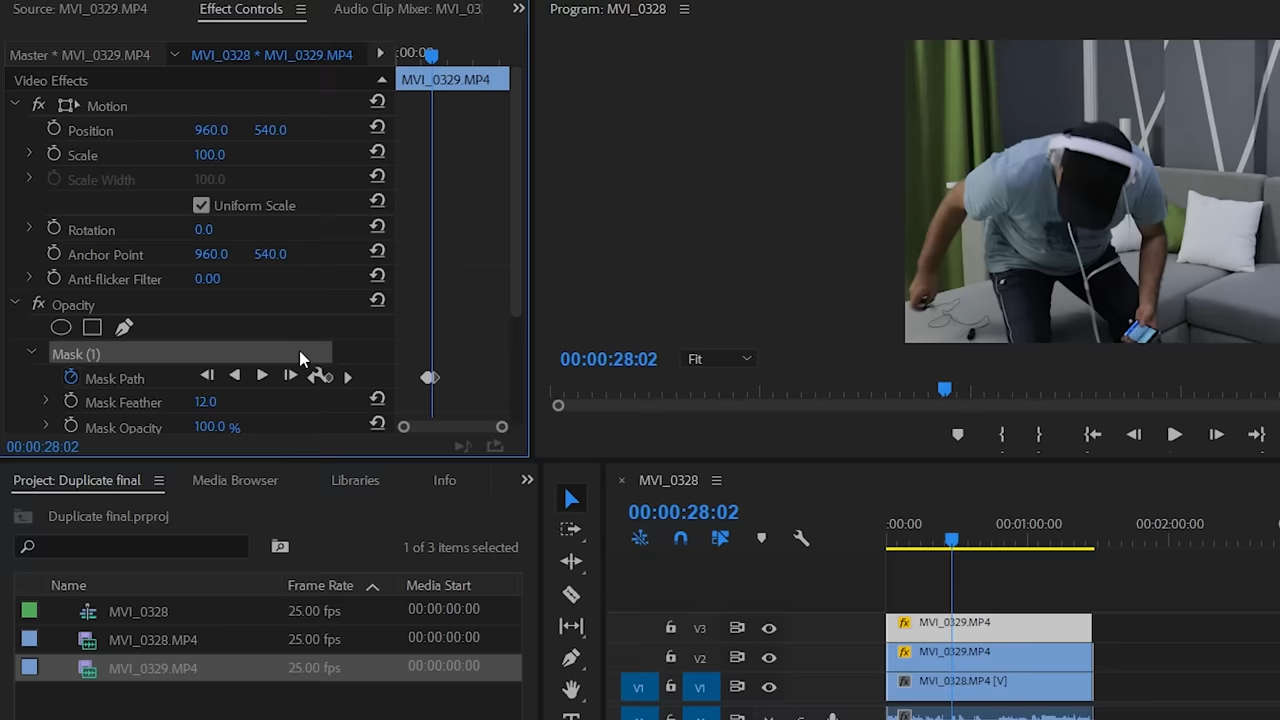 Source: MVI_0329.MP4
Effect Controls
Audio Clip Mixer: MVI_03
Program: MVI_0328
Master * MVI_0329.MP4
MVI_0328 * MVI_0329.MP4
:00:00
Video Effects
MVI_0329.MP4
fx Motion
Position 960.0 540.0
Scale 100.0
Scale Width 100.0
Uniform Scale
Rotation 0.0
Anchor Point 960.0 540.0
Anti-flicker Filter 0.00
fx Opacity
Mask (1)
Mask Path
Mask Feather 12.0
Mask Opacity 100.0 %
00:00:28:02
00:00:28:02
Fit
Project: Duplicate final
Media Browser
Libraries
Info
Duplicate final.prproj
1 of 3 items selected
Name Frame Rate Media Start
MVI_0328 25.00 fps 00:00:00:00
MVI_0328.MP4 25.00 fps 00:00:00:00
MVI_0329.MP4 25.00 fps 00:00:00:00
× MVI_0328
00:00:28:02
:00:00 00:01:00:00 00:02:00:00
V3 fx MVI_0329.MP4
V2 fx MVI_0329.MP4
V1 V1 fx MVI_0328.MP4 [V]